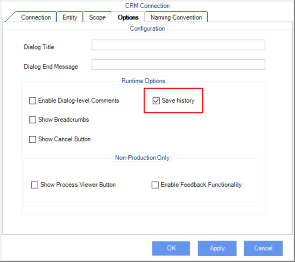 CRM Connection
Connection Entity Scope Options Naming Convention
Configuration
Dialog Title
Dialog End Message
Runtime Options
Enable Dialog-level Comments Save history
Show Breadcrumbs
Show Cancel Button
Non-Production Only
Show Process Viewer Button Enable Feedback Functionality
OK Apply Cancel